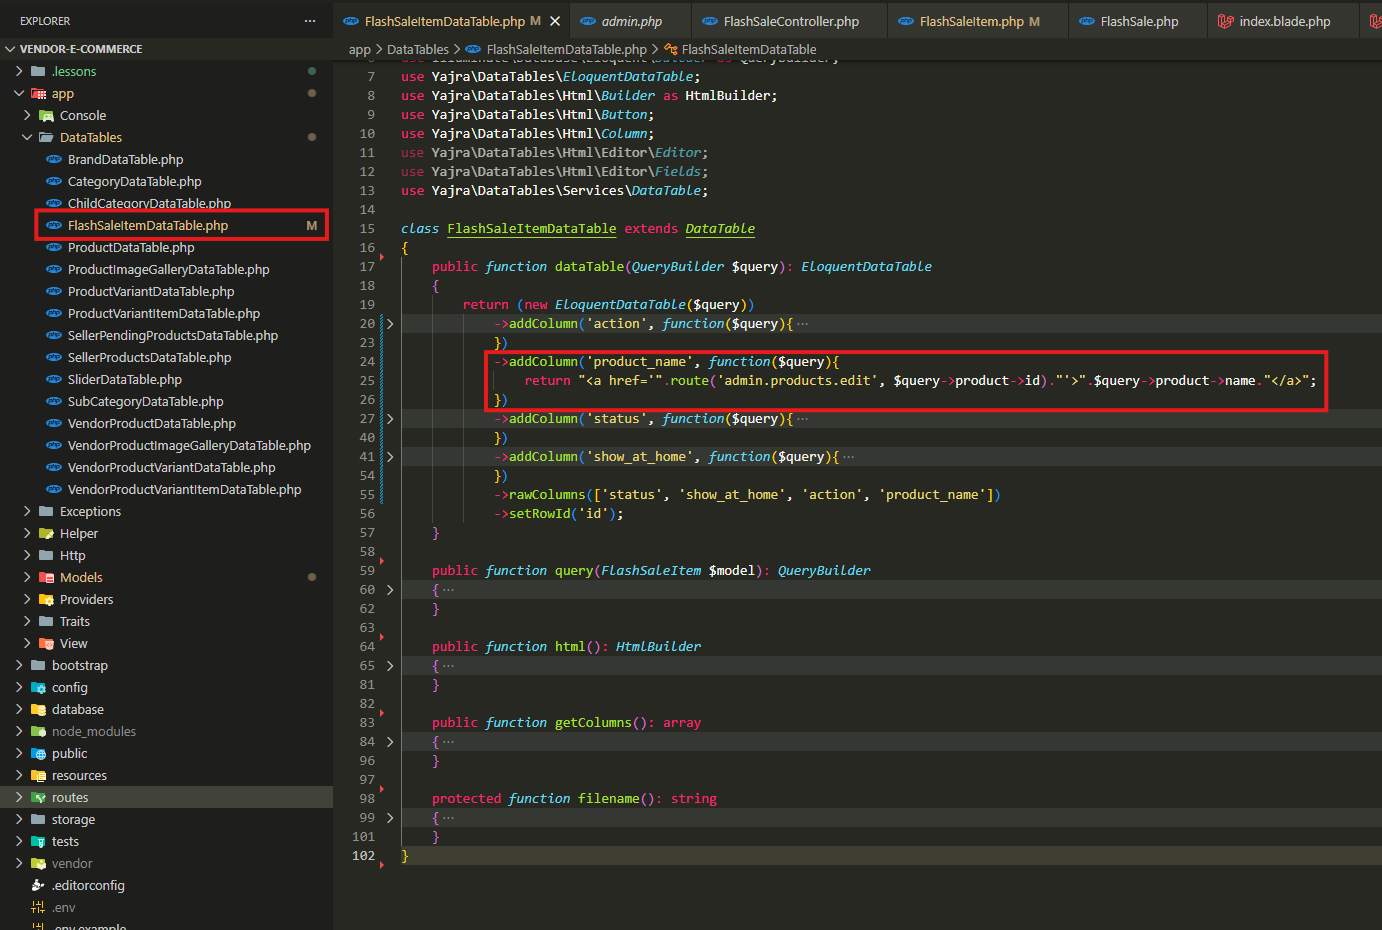 EXPLORER
VENDOR-E-COMMERCE
.lessons
app
Console
DataTables
BrandDataTable.php
CategoryDataTable.php
ChildCategoryDataTable.php
FlashSaleItemDataTable.php M
ProductDataTable.php
ProductImageGalleryDataTable.php
ProductVariantDataTable.php
ProductVariantItemDataTable.php
SellerPendingProductsDataTable.php
SellerProductsDataTable.php
SliderDataTable.php
SubCategoryDataTable.php
VendorProductDataTable.php
VendorProductImageGalleryDataTable.php
VendorProductVariantDataTable.php
VendorProductVariantItemDataTable.php
Exceptions
Helper
Http
Models
Providers
Traits
View
bootstrap
config
database
node_modules
public
resources
routes
storage
tests
vendor
.editorconfig
.env
.env.example
FlashSaleItemDataTable.php M
admin.php
FlashSaleController.php
FlashSaleItem.php M
FlashSale.php
index.blade.php
app > DataTables > FlashSaleItemDataTable.php > FlashSaleItemDataTable
6 use Illuminate\Database\Eloquent\Builder as QueryBuilder;
7 use Yajra\DataTables\EloquentDataTable;
8 use Yajra\DataTables\Html\Builder as HtmlBuilder;
9 use Yajra\DataTables\Html\Button;
10 use Yajra\DataTables\Html\Column;
11 use Yajra\DataTables\Html\Editor\Editor;
12 use Yajra\DataTables\Html\Editor\Fields;
13 use Yajra\DataTables\Services\DataTable;
14
15 class FlashSaleItemDataTable extends DataTable
16 {
17 public function dataTable(QueryBuilder $query): EloquentDataTable
18 {
19 return (new EloquentDataTable($query))
20 ->addColumn('action', function($query){ ···
23 })
24 ->addColumn('product_name', function($query){
25 return "<a href='".route('admin.products.edit', $query->product->id)."'>".$query->product->name."</a>";
26 })
27 ->addColumn('status', function($query){ ···
40 })
41 ->addColumn('show_at_home', function($query){ ···
54 })
55 ->rawColumns(['status', 'show_at_home', 'action', 'product_name'])
56 ->setRowId('id');
57 }
58
59 public function query(FlashSaleItem $model): QueryBuilder
60 { ···
62 }
63
64 public function html(): HtmlBuilder
65 { ···
81 }
82
83 public function getColumns(): array
84 { ···
96 }
97
98 protected function filename(): string
99 { ···
101 }
102 }